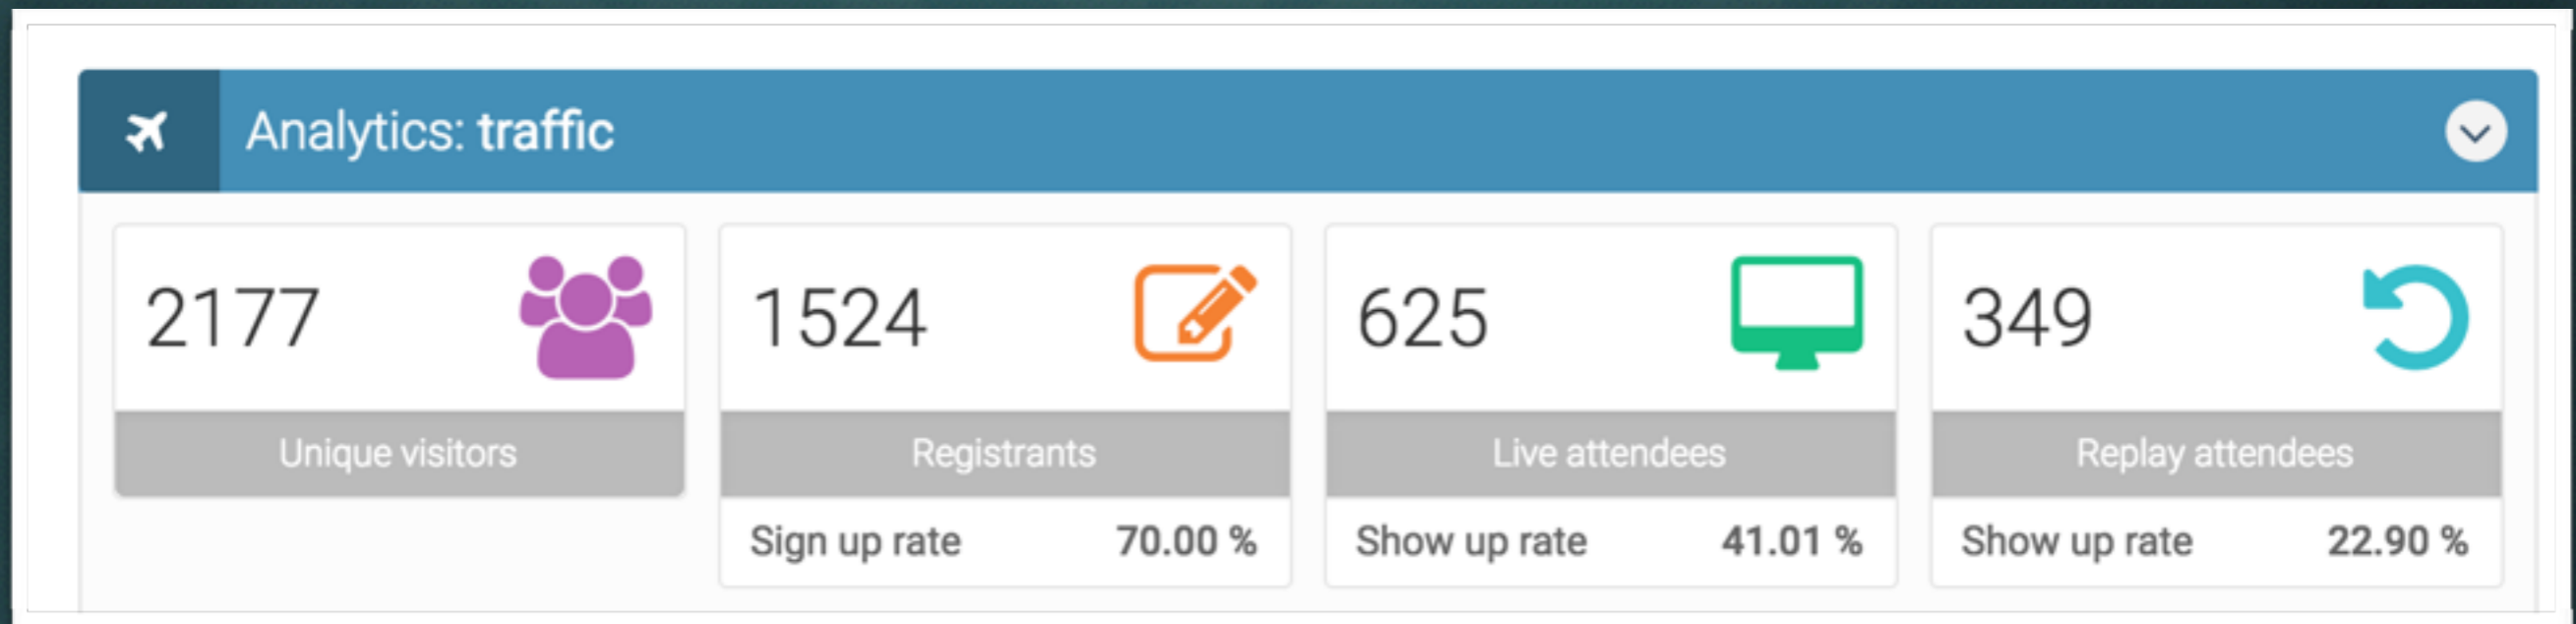 Analytics: traffic
2177
Unique visitors
1524
Registrants
Sign up rate 70.00 %
625
Live attendees
Show up rate 41.01 %
349
Replay attendees
Show up rate 22.90 %